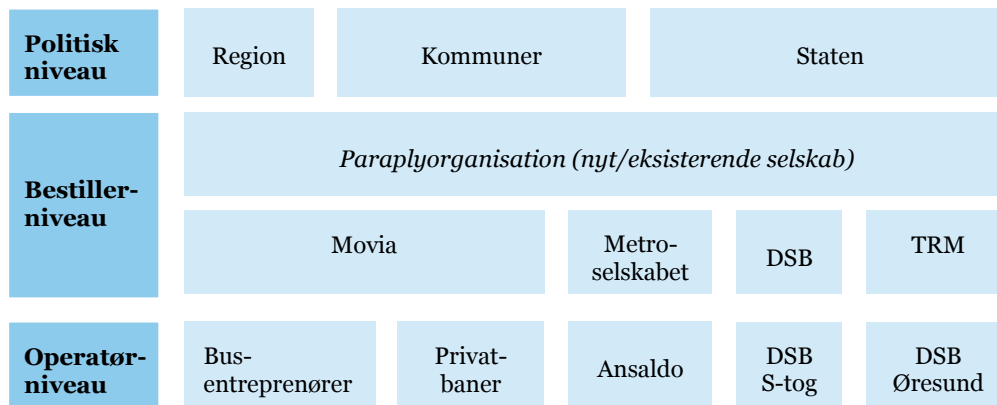 Politisk
niveau
Region
Kommuner
Staten
Bestiller-
niveau
Paraplyorganisation (nyt/eksisterende selskab)
Movia
Metro-
selskabet
DSB
TRM
Operatør-
niveau
Bus-
entreprenører
Privat-
baner
Ansaldo
DSB
S-tog
DSB
Øresund